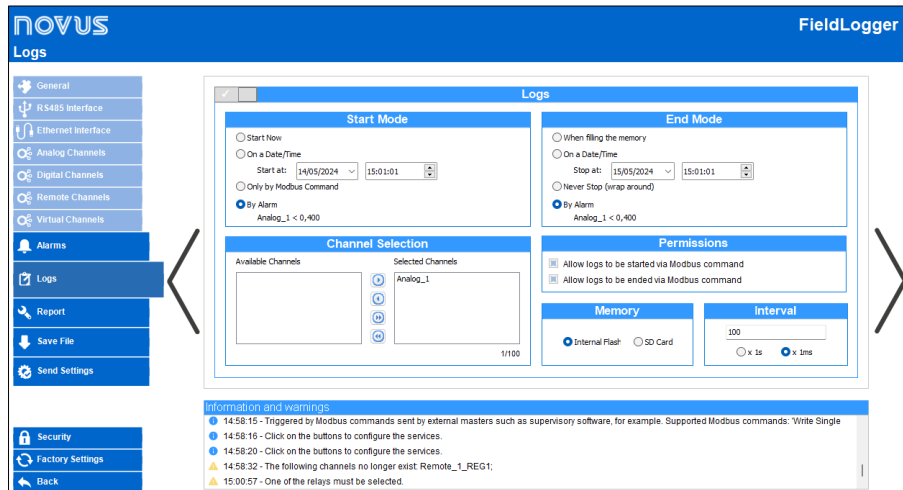 novus
FieldLogger
Logs
General
RS485 Interface
Ethernet Interface
Analog Channels
Digital Channels
Remote Channels
Virtual Channels
Alarms
Logs
Report
Save File
Send Settings
Security
Factory Settings
Back
Logs
Start Mode
Start Now
On a Date/Time
Start at: 14/05/2024 15:01:01
Only by Modbus Command
By Alarm
Analog_1 < 0,400
End Mode
When filling the memory
On a Date/Time
Stop at: 15/05/2024 15:01:01
Never Stop (wrap around)
By Alarm
Analog_1 < 0,400
Channel Selection
Available Channels
Selected Channels
Analog_1
1/100
Permissions
Allow logs to be started via Modbus command
Allow logs to be ended via Modbus command
Memory
Internal Flash
SD Card
Interval
100
x 1s
x 1ms
Information and warnings
14:58:15 - Triggered by Modbus commands sent by external masters such as supervisory software, for example. Supported Modbus commands: 'Write Single
14:58:16 - Click on the buttons to configure the services.
14:58:20 - Click on the buttons to configure the services.
14:58:32 - The following channels no longer exist: Remote_1_REG1;
15:00:57 - One of the relays must be selected.